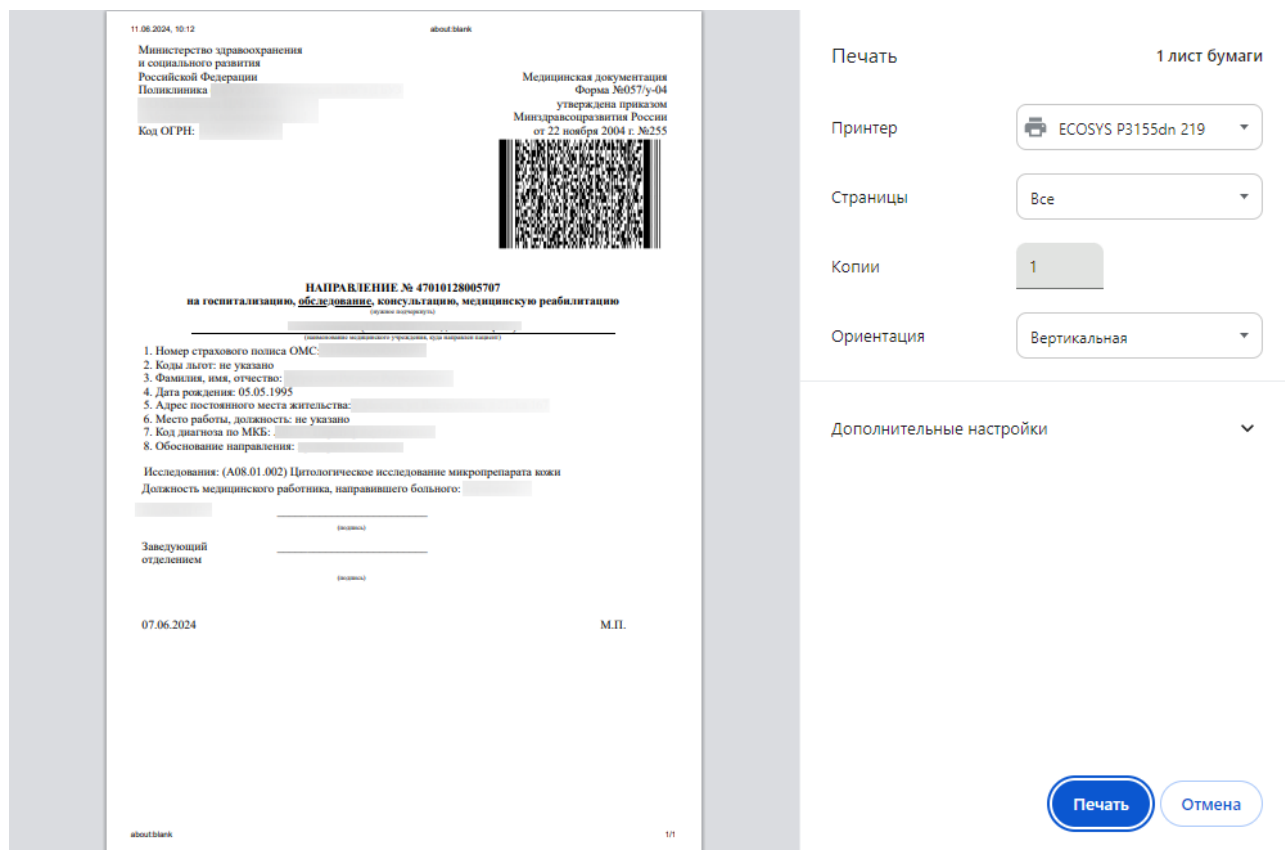 11.06.2024, 10:12
about:blank
Министерство здравоохранения
и социального развития
Российской Федерации
Поликлиника
Код ОГРН:
Медицинская документация
Форма №057/у-04
утверждена приказом
Минздравсоцразвития России
от 22 ноября 2004 г. №255
НАПРАВЛЕНИЕ № 47010128005707
на госпитализацию, обследование, консультацию, медицинскую реабилитацию
(нужное подчеркнуть)
(наименование медицинского учреждения, куда направлен пациент)
1. Номер страхового полиса ОМС:
2. Коды льгот: не указано
3. Фамилия, имя, отчество:
4. Дата рождения: 05.05.1995
5. Адрес постоянного места жительства:
6. Место работы, должность: не указано
7. Код диагноза по МКБ:
8. Обоснование направления:
Исследования: (A08.01.002) Цитологическое исследование микропрепарата кожи
Должность медицинского работника, направившего больного:
(подпись)
Заведующий
отделением
(подпись)
07.06.2024
М.П.
about:blank
1/1
Печать
1 лист бумаги
Принтер
ECOSYS P3155dn 219
Страницы
Все
Копии
1
Ориентация
Вертикальная
Дополнительные настройки
Печать
Отмена